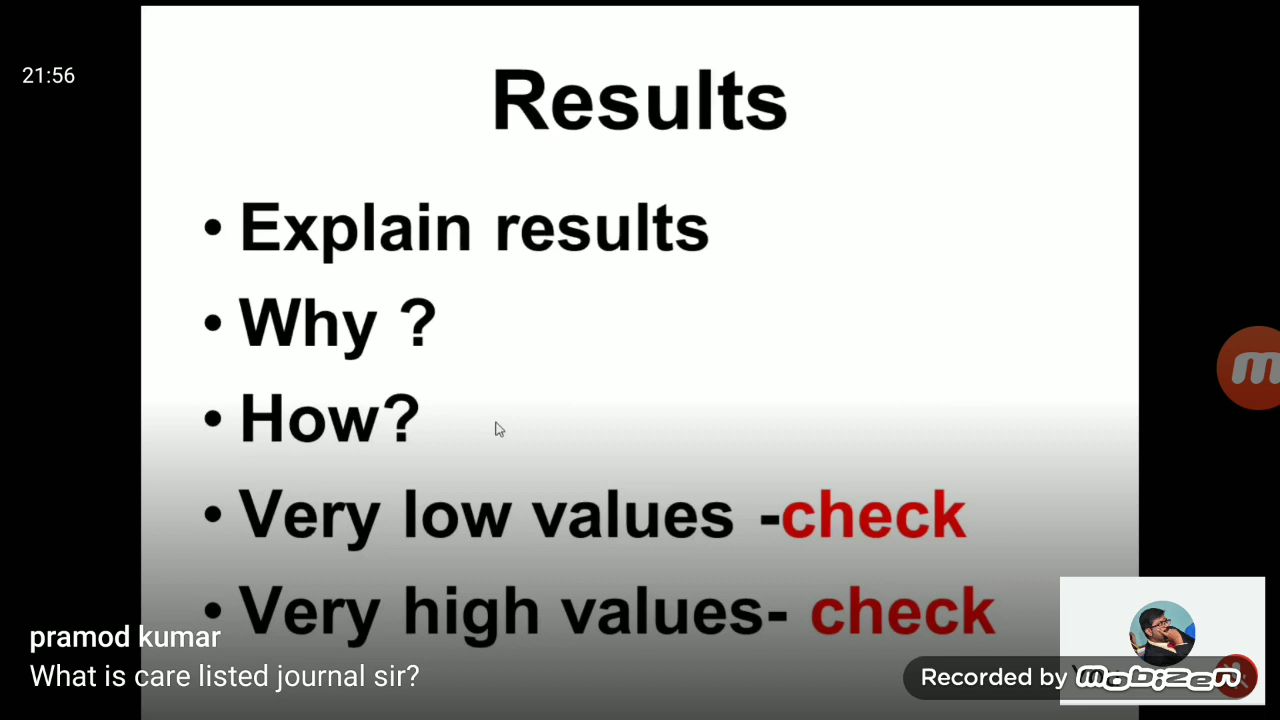 21:56
Results
• Explain results
• Why ?
• How?
• Very low values -check
• Very high values- check
pramod kumar
What is care listed journal sir?
Recorded by mobizen